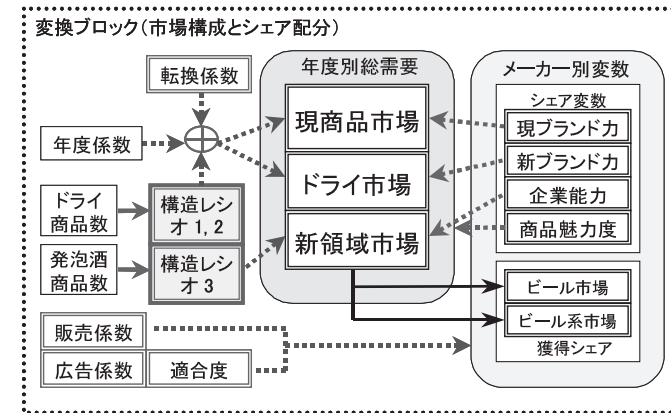 変換ブロック（市場構成とシェア配分）
転換係数
年度係数
ドライ
商品数
構造レシ
オ1, 2
発泡酒
商品数
構造レシ
オ3
販売係数
広告係数
適合度
年度別総需要
現商品市場
ドライ市場
新領域市場
メーカー別変数
シェア変数
現ブランド力
新ブランド力
企業能力
商品魅力度
ビール市場
ビール系市場
獲得シェア